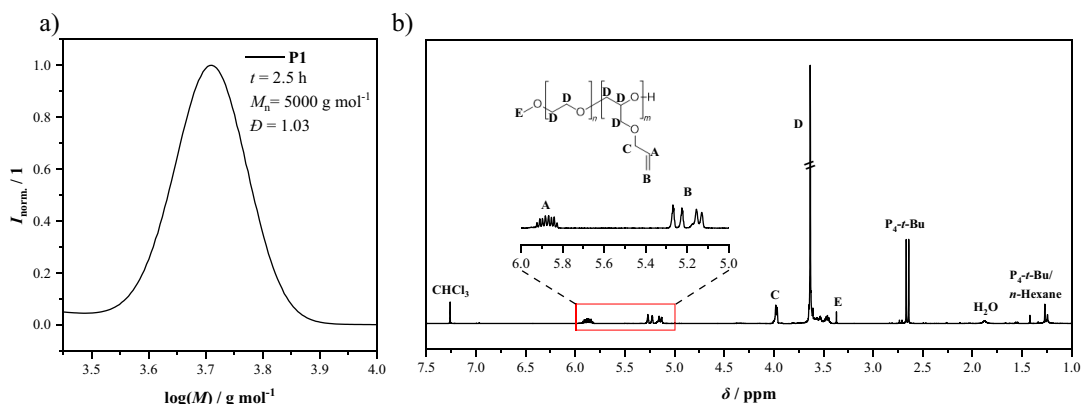 a)
P1
t = 2.5 h
Mn= 5000 g mol-1
Đ = 1.03
1.0
0.8
0.6
0.4
0.2
0.0
Inorm. / 1
3.5 3.6 3.7 3.8 3.9 4.0
log(M) / g mol-1
b)
E O D D O n D D D O H m O C A B
A
B
6.0 5.8 5.6 5.4 5.2 5.0
CHCl3
C
D
E
P4-t-Bu
H2O
P4-t-Bu/
n-Hexane
7.5 7.0 6.5 6.0 5.5 5.0 4.5 4.0 3.5 3.0 2.5 2.0 1.5 1.0
δ / ppm